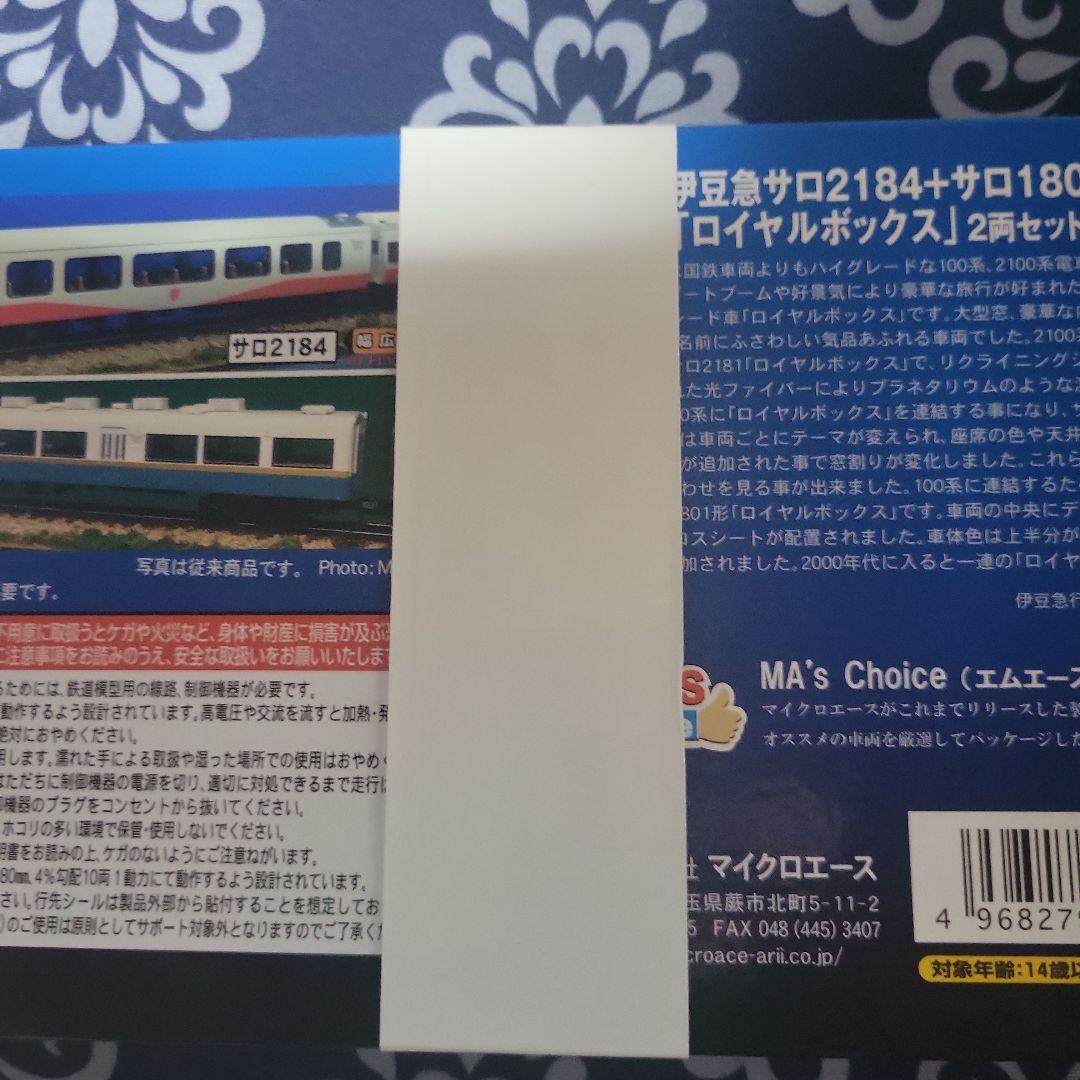 サロ2184
幅広
写真は従来商品です。 Photo: M
要です。
不用意に取扱うとケガや火災など、身体や財産に損害が及ぶ
ご注意事項をお読みのうえ、安全な取扱いをお願いいたしま
るためには、鉄道模型用の線路、制御機器が必要です。
動作するよう設計されています。高電圧や交流を流すと加熱・発
絶対におやめください。
用します。濡れた手による取扱や湿った場所での使用はおやめく
はただちに制御機器の電源を切り、適切に対処できるまで走行に
御機器のプラグをコンセントから抜いてください。
ホコリの多い環境で保管・使用しないでください。
明書をお読みの上、ケガのないようにご注意ねがいます。
80mm、4%勾配10両1動力にて動作するよう設計されています。
さい。行先シールは製品外部から貼付することを想定してお
)のご使用は原則としてサポート対象外となりますのでご了承くだ
伊豆急サロ2184+サロ180
「ロイヤルボックス」2両セット
国鉄車両よりもハイグレードな100系、2100系電車
ートブームや好景気により豪華な旅行が好まれた
レード車「ロイヤルボックス」です。大型窓、豪華な
名前にふさわしい気品あふれる車両でした。2100
ロ2181「ロイヤルボックス」で、リクライニングシ
た光ファイバーによりプラネタリウムのような
0系に「ロイヤルボックス」を連結する事になり、サ
は車両ごとにテーマが変えられ、座席の色や天井
が追加された事で窓割りが変化しました。これら
わせを見る事が出来ました。100系に連結するた
801形「ロイヤルボックス」です。車両の中央にデ
ロスシートが配置されました。車体色は上半分が
加されました。2000年代に入ると一連の「ロイヤ
伊豆急行
MA's Choice（エムエース
マイクロエースがこれまでリリースした製
オススメの車両を厳選してパッケージした
社 マイクロエース
玉県蕨市北町5-11-2
5 FAX 048 (445) 3407
croace-arii.co.jp/
4 96827
対象年齢:14歳以